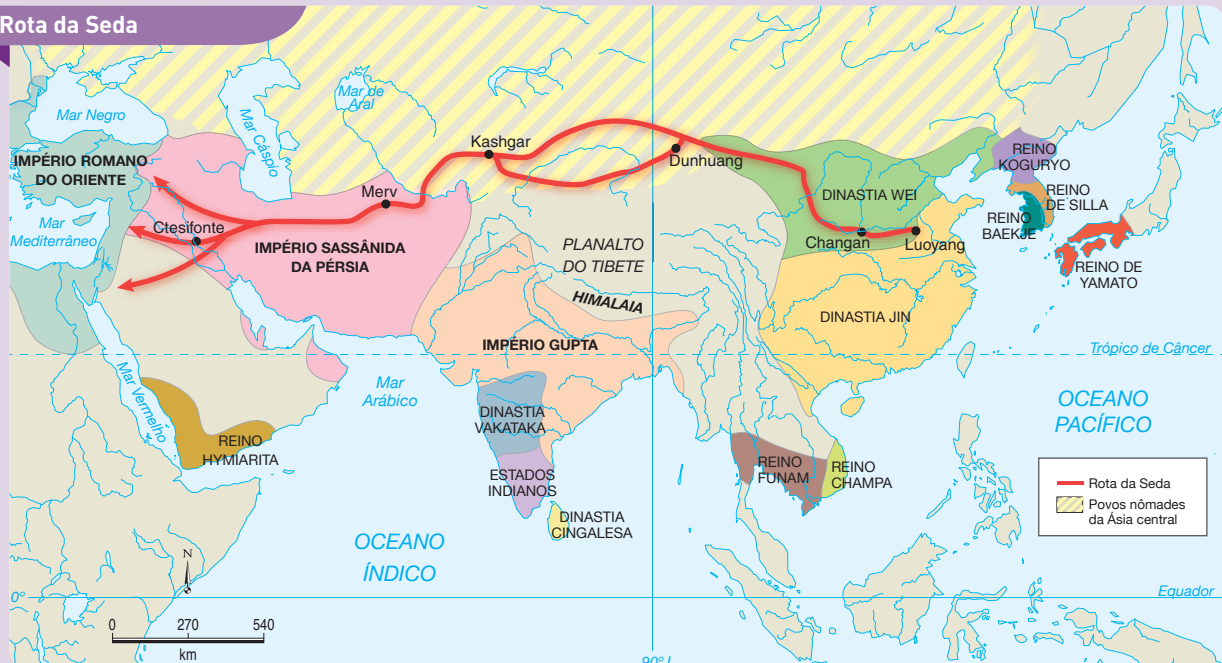 Rota da Seda
Mar Negro
Mar Cáspio
Mar de
Aral
Kashgar
Dunhuang
IMPÉRIO ROMANO
DO ORIENTE
Merv
Mar
Mediterrâneo
Ctesifonte
IMPÉRIO SASSÂNIDA
DA PÉRSIA
PLANALTO
DO TIBETE
HIMALAIA
DINASTIA WEI
Changan
Luoyang
REINO
KOGURYO
REINO
DE SILLA
REINO
BAEKJE
REINO DE
YAMATO
DINASTIA JIN
IMPÉRIO GUPTA
Trópico de Câncer
Mar Vermelho
Mar
Arábico
OCEANO
PACÍFICO
DINASTIA
VAKATAKA
REINO
HYMIARITA
ESTADOS
INDIANOS
REINO
FUNAM
REINO
CHAMPA
DINASTIA
CINGALESA
Rota da Seda
Povos nômades
da Ásia central
OCEANO
ÍNDICO
N
0º
Equador
0 270 540
km
90º L